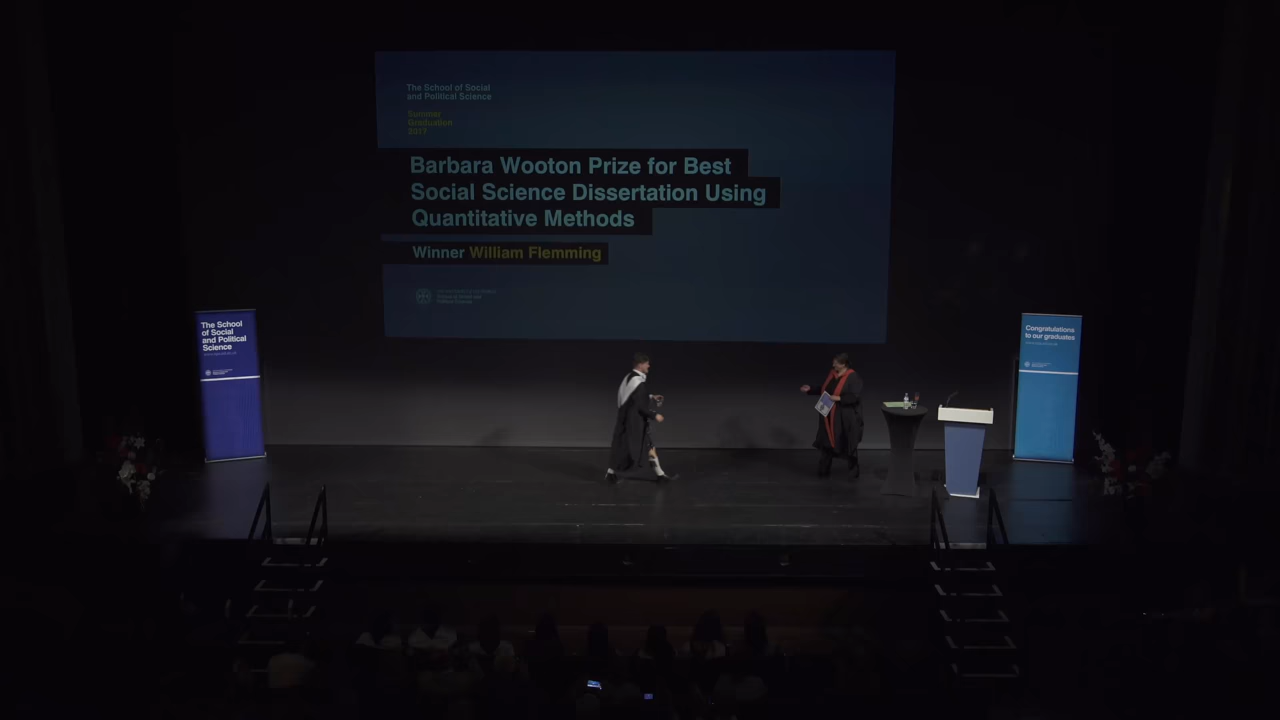 The School of Social
and Political Science
Summer
Graduation
2017
Barbara Wooton Prize for Best
Social Science Dissertation Using
Quantitative Methods
Winner William Flemming
The School
of Social
and Political
Science
Congratulations
to our graduates